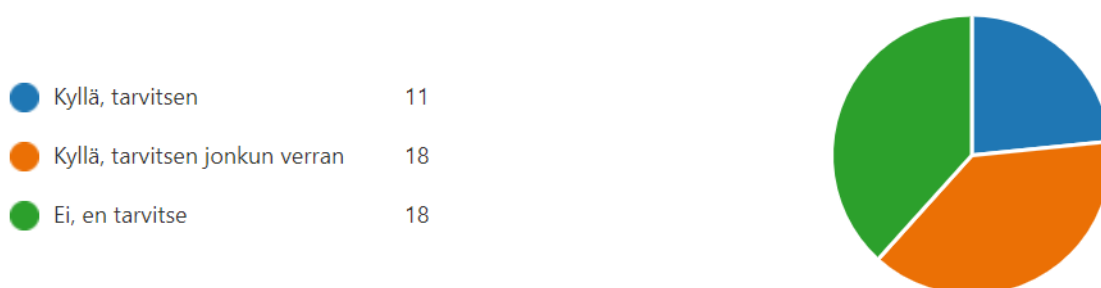 Kyllä, tarvitsen 11
Kyllä, tarvitsen jonkun verran 18
Ei, en tarvitse 18